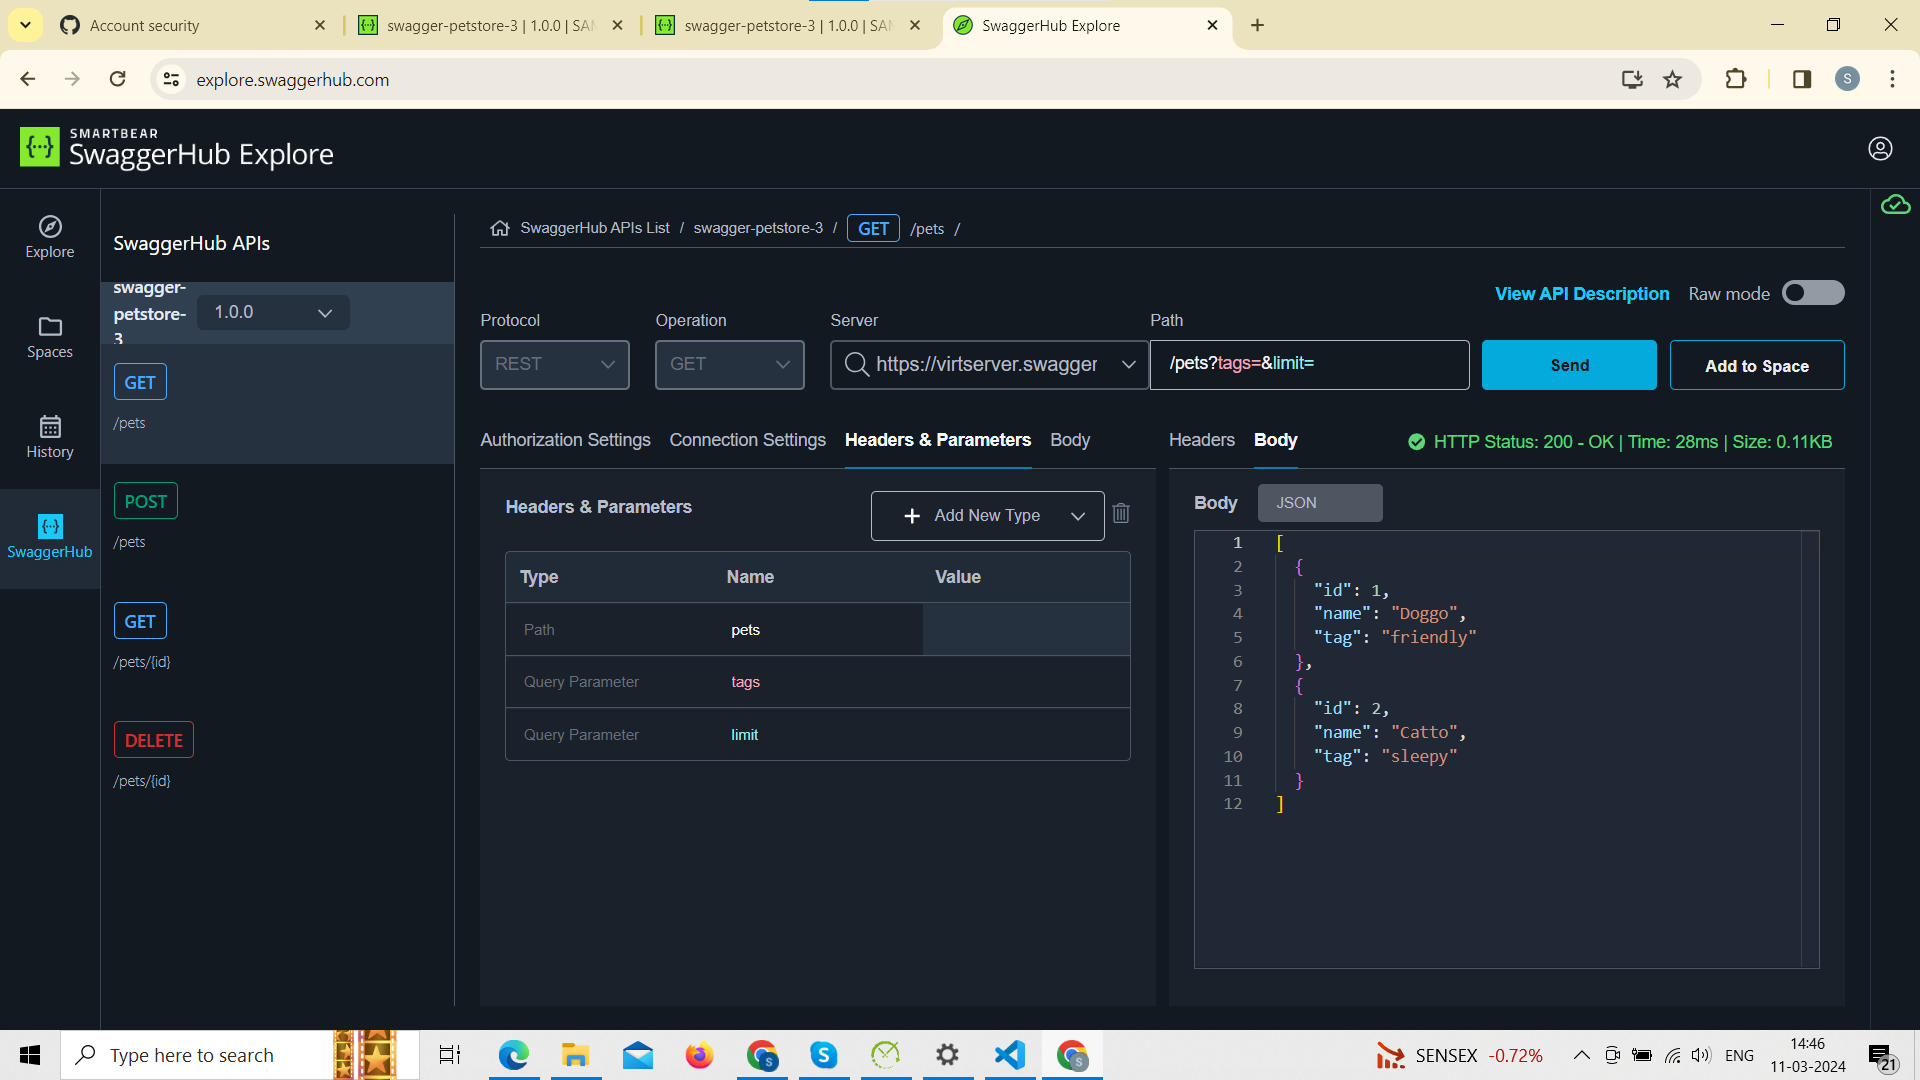 Account security
swagger-petstore-3 | 1.0.0 | SAM
swagger-petstore-3 | 1.0.0 | SAM
SwaggerHub Explore
explore.swaggerhub.com
S
SMARTBEAR
SwaggerHub Explore
Explore
Spaces
History
SwaggerHub
SwaggerHub APIs
swagger-
petstore-
3
1.0.0
GET
/pets
POST
/pets
GET
/pets/{id}
DELETE
/pets/{id}
SwaggerHub APIs List / swagger-petstore-3 / GET /pets /
View API Description Raw mode
Protocol Operation Server Path
REST GET https://virtserver.swagger /pets?tags=&limit= Send Add to Space
Authorization Settings Connection Settings Headers & Parameters Body
Headers & Parameters
Add New Type
Type Name Value
Path pets
Query Parameter tags
Query Parameter limit
Headers Body HTTP Status: 200 - OK | Time: 28ms | Size: 0.11KB
Body JSON
1 [
2 {
3 "id": 1,
4 "name": "Doggo",
5 "tag": "friendly"
6 },
7 {
8 "id": 2,
9 "name": "Catto",
10 "tag": "sleepy"
11 }
12 ]
Type here to search
SENSEX -0.72%
ENG
14:46
11-03-2024
21